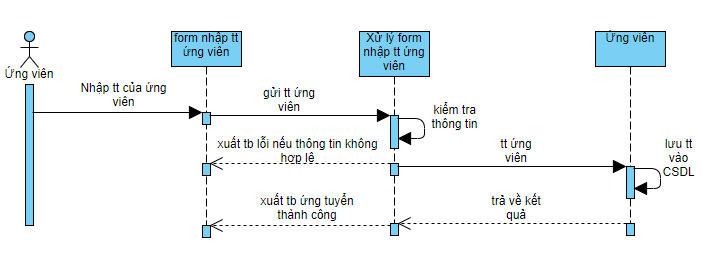 form nhập tt
ứng viên
Xử lý form
nhập tt ứng
viên
Ứng viên
Ứng viên
Nhập tt của ứng
viên
gửi tt ứng
viên
kiểm tra
thông tin
xuất tb lỗi nếu thông tin không
hợp lệ
tt ứng
viên
lưu tt
vào
CSDL
xuất tb ứng tuyển
thành công
trả về kết
quả